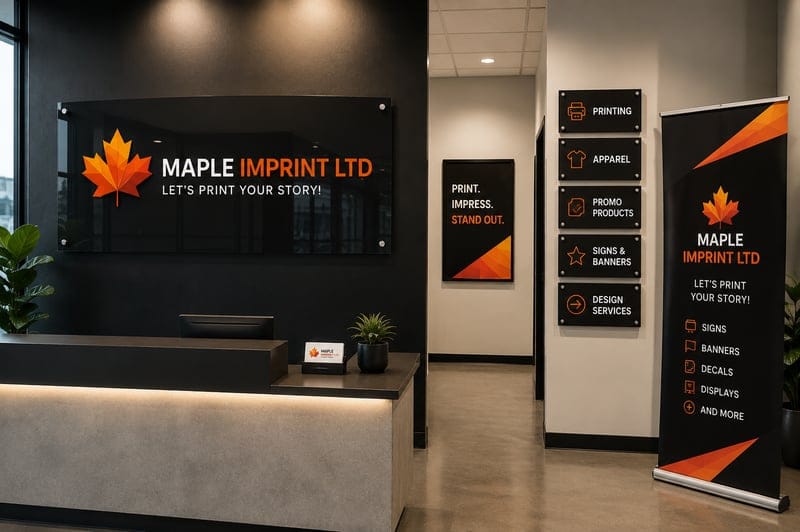 MAPLE IMPRINT LTD
LET'S PRINT YOUR STORY!
PRINT.
IMPRESS.
STAND OUT.
PRINTING
APPAREL
PROMO
PRODUCTS
SIGNS &
BANNERS
DESIGN
SERVICES
MAPLE
IMPRINT LTD
LET'S PRINT
YOUR STORY!
SIGNS
BANNERS
DECALS
DISPLAYS
AND MORE
MAPLE